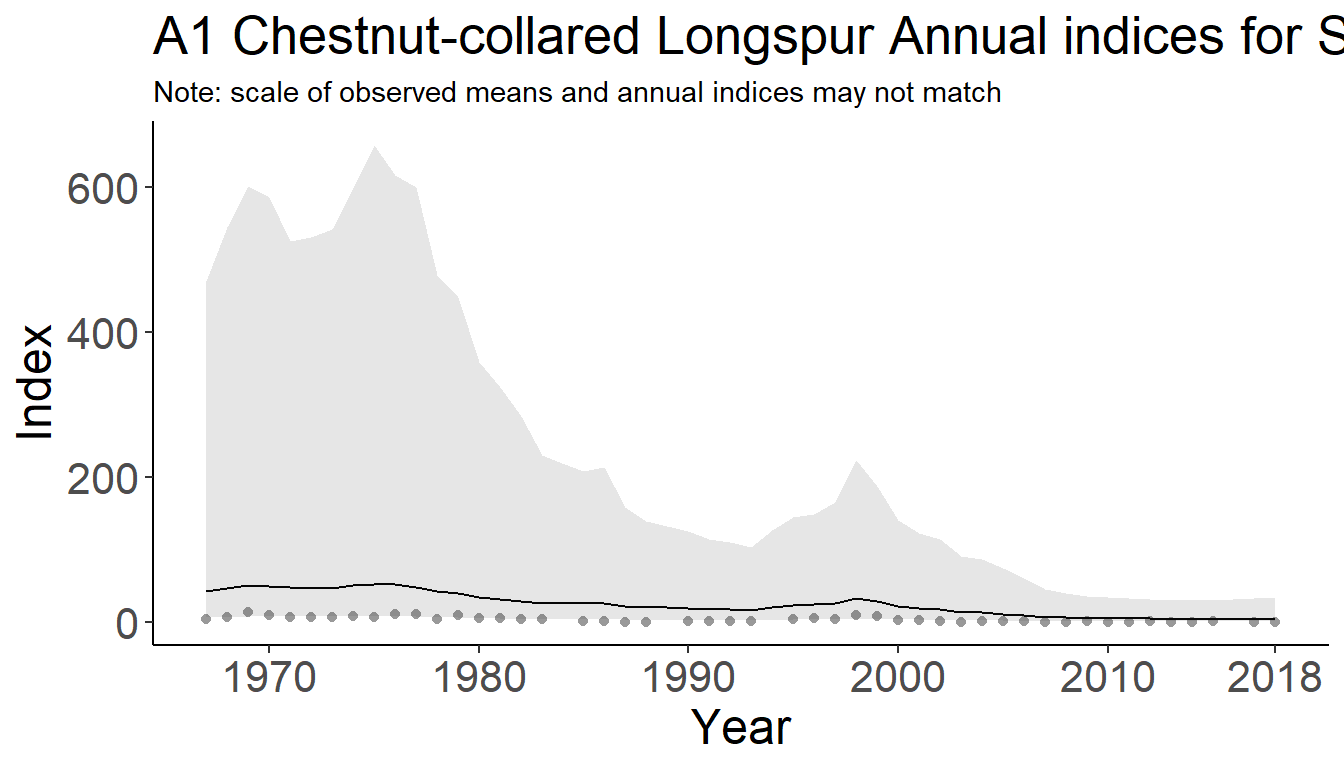 A1 Chestnut-collared Longspur Annual indices for S
Note: scale of observed means and annual indices may not match
600
400
200
0
Index
1970 1980 1990 2000 2010 2018
Year